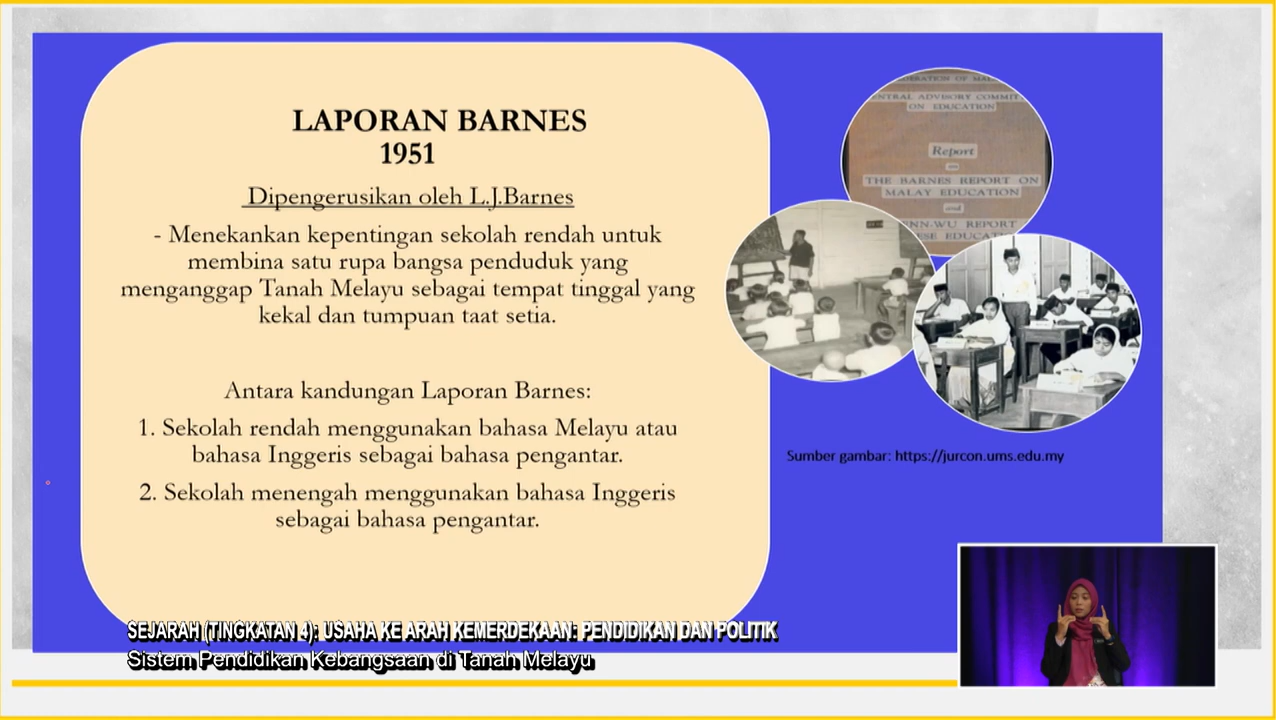 LAPORAN BARNES
1951
Dipengerusikan oleh L.J.Barnes
- Menekankan kepentingan sekolah rendah untuk
membina satu rupa bangsa penduduk yang
menganggap Tanah Melayu sebagai tempat tinggal yang
kekal dan tumpuan taat setia.
Antara kandungan Laporan Barnes:
1. Sekolah rendah menggunakan bahasa Melayu atau
bahasa Inggeris sebagai bahasa pengantar.
2. Sekolah menengah menggunakan bahasa Inggeris
sebagai bahasa pengantar.
ON EDUCATION
Report
THE BARNES REPORT ON
MALAY EDUCATION
and
REPORT
Sumber gambar: https://jurcon.ums.edu.my
SEJARAH (TINGKATAN 4): USAHA KE ARAH KEMERDEKAAN: PENDIDIKAN DAN POLITIK
Sistem Pendidikan Kebangsaan di Tanah Melayu